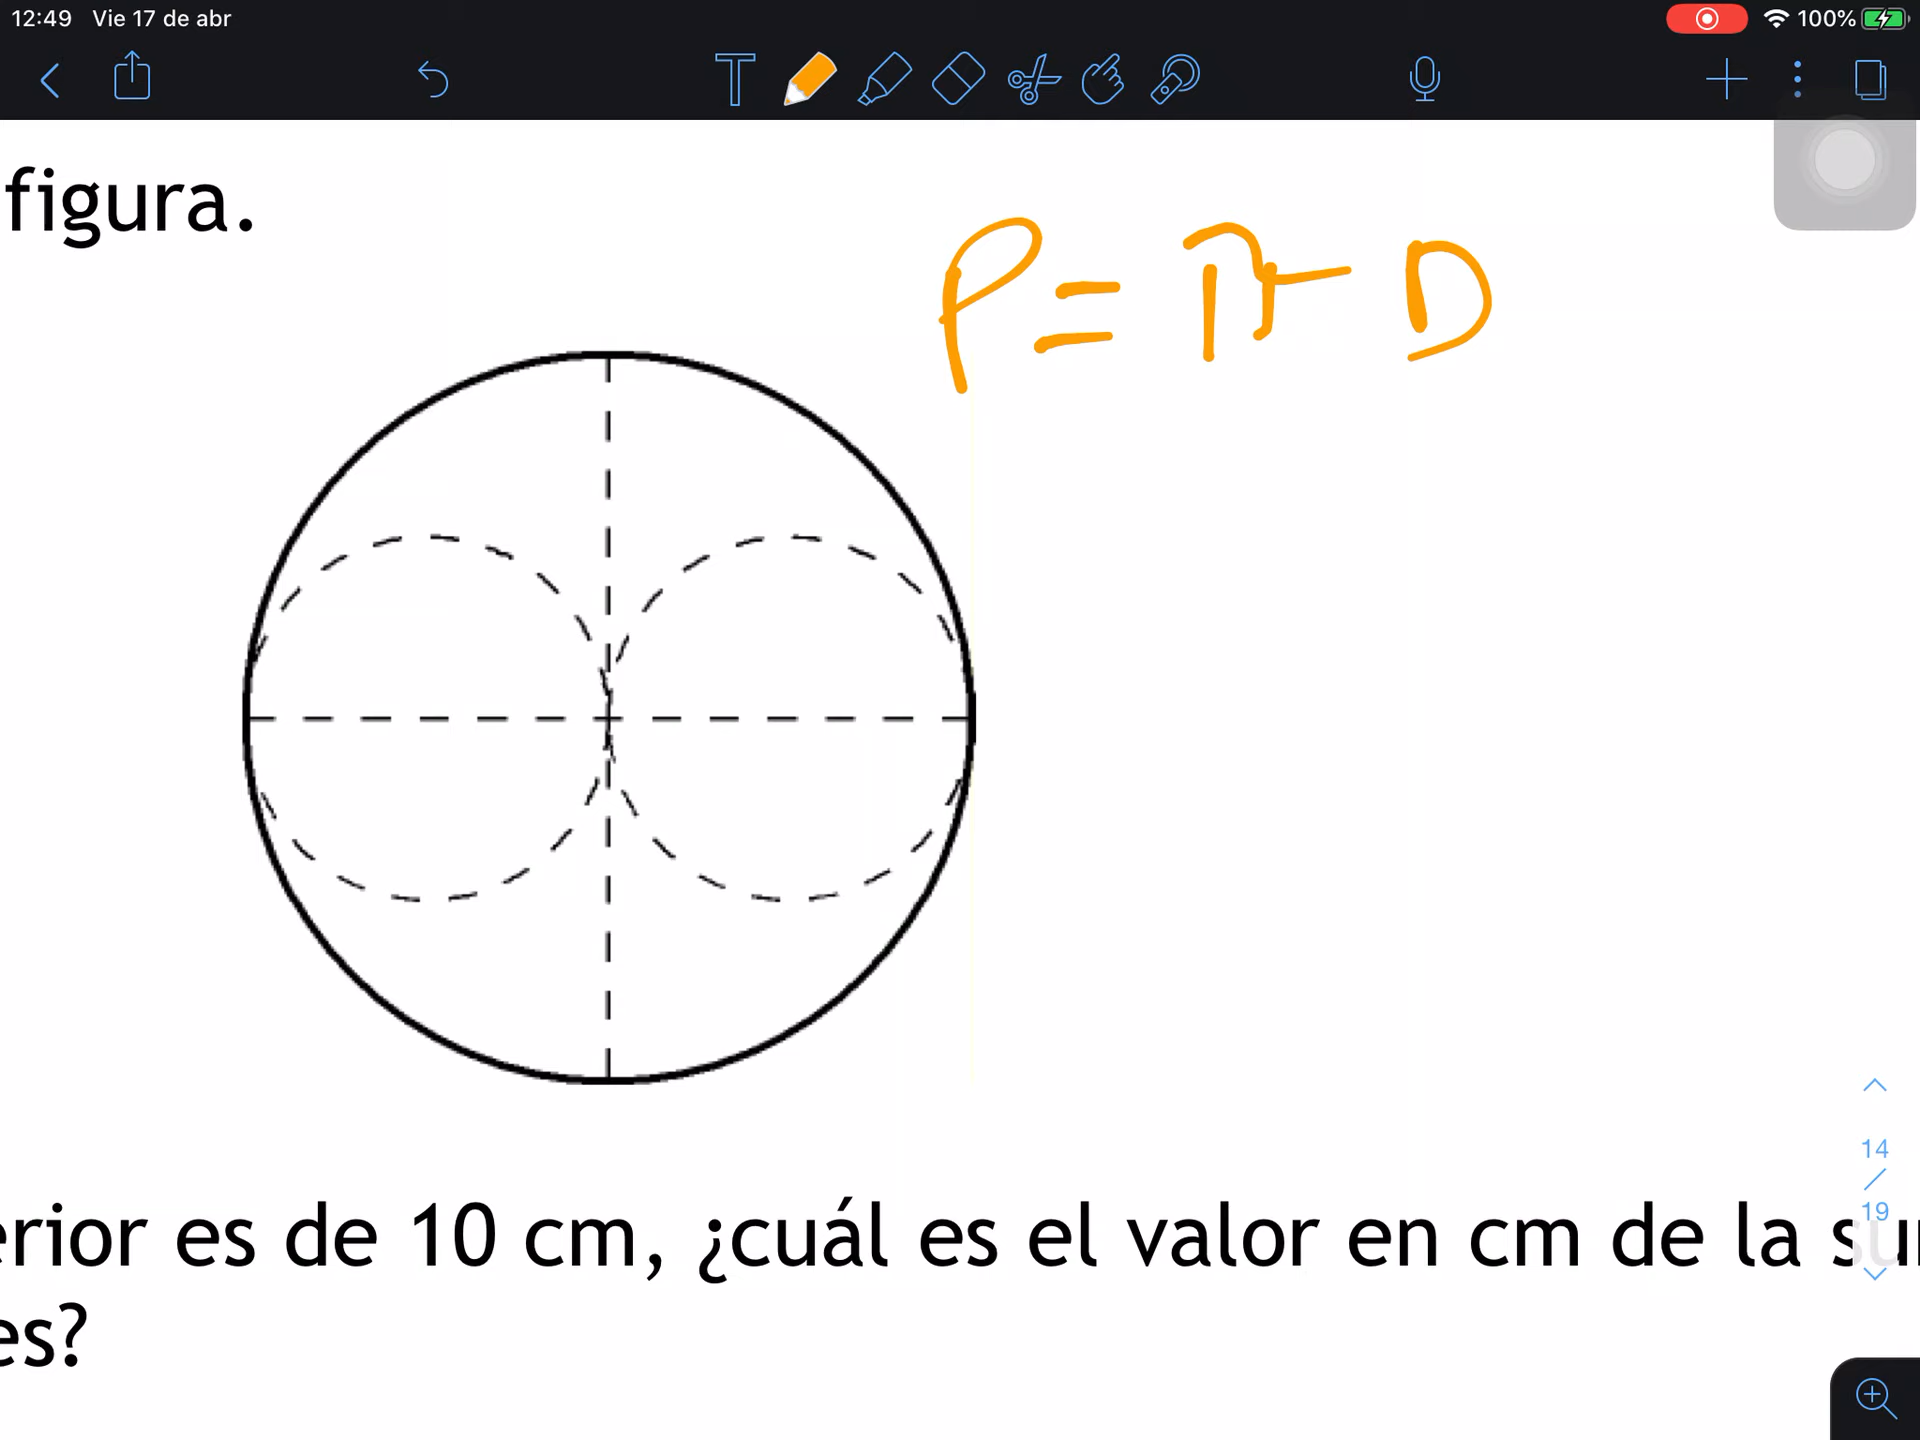 12:49 Vie 17 de abr 100%
figura.
P = π D
erior es de 10 cm, ¿cuál es el valor en cm de la su
es?
14
/
19